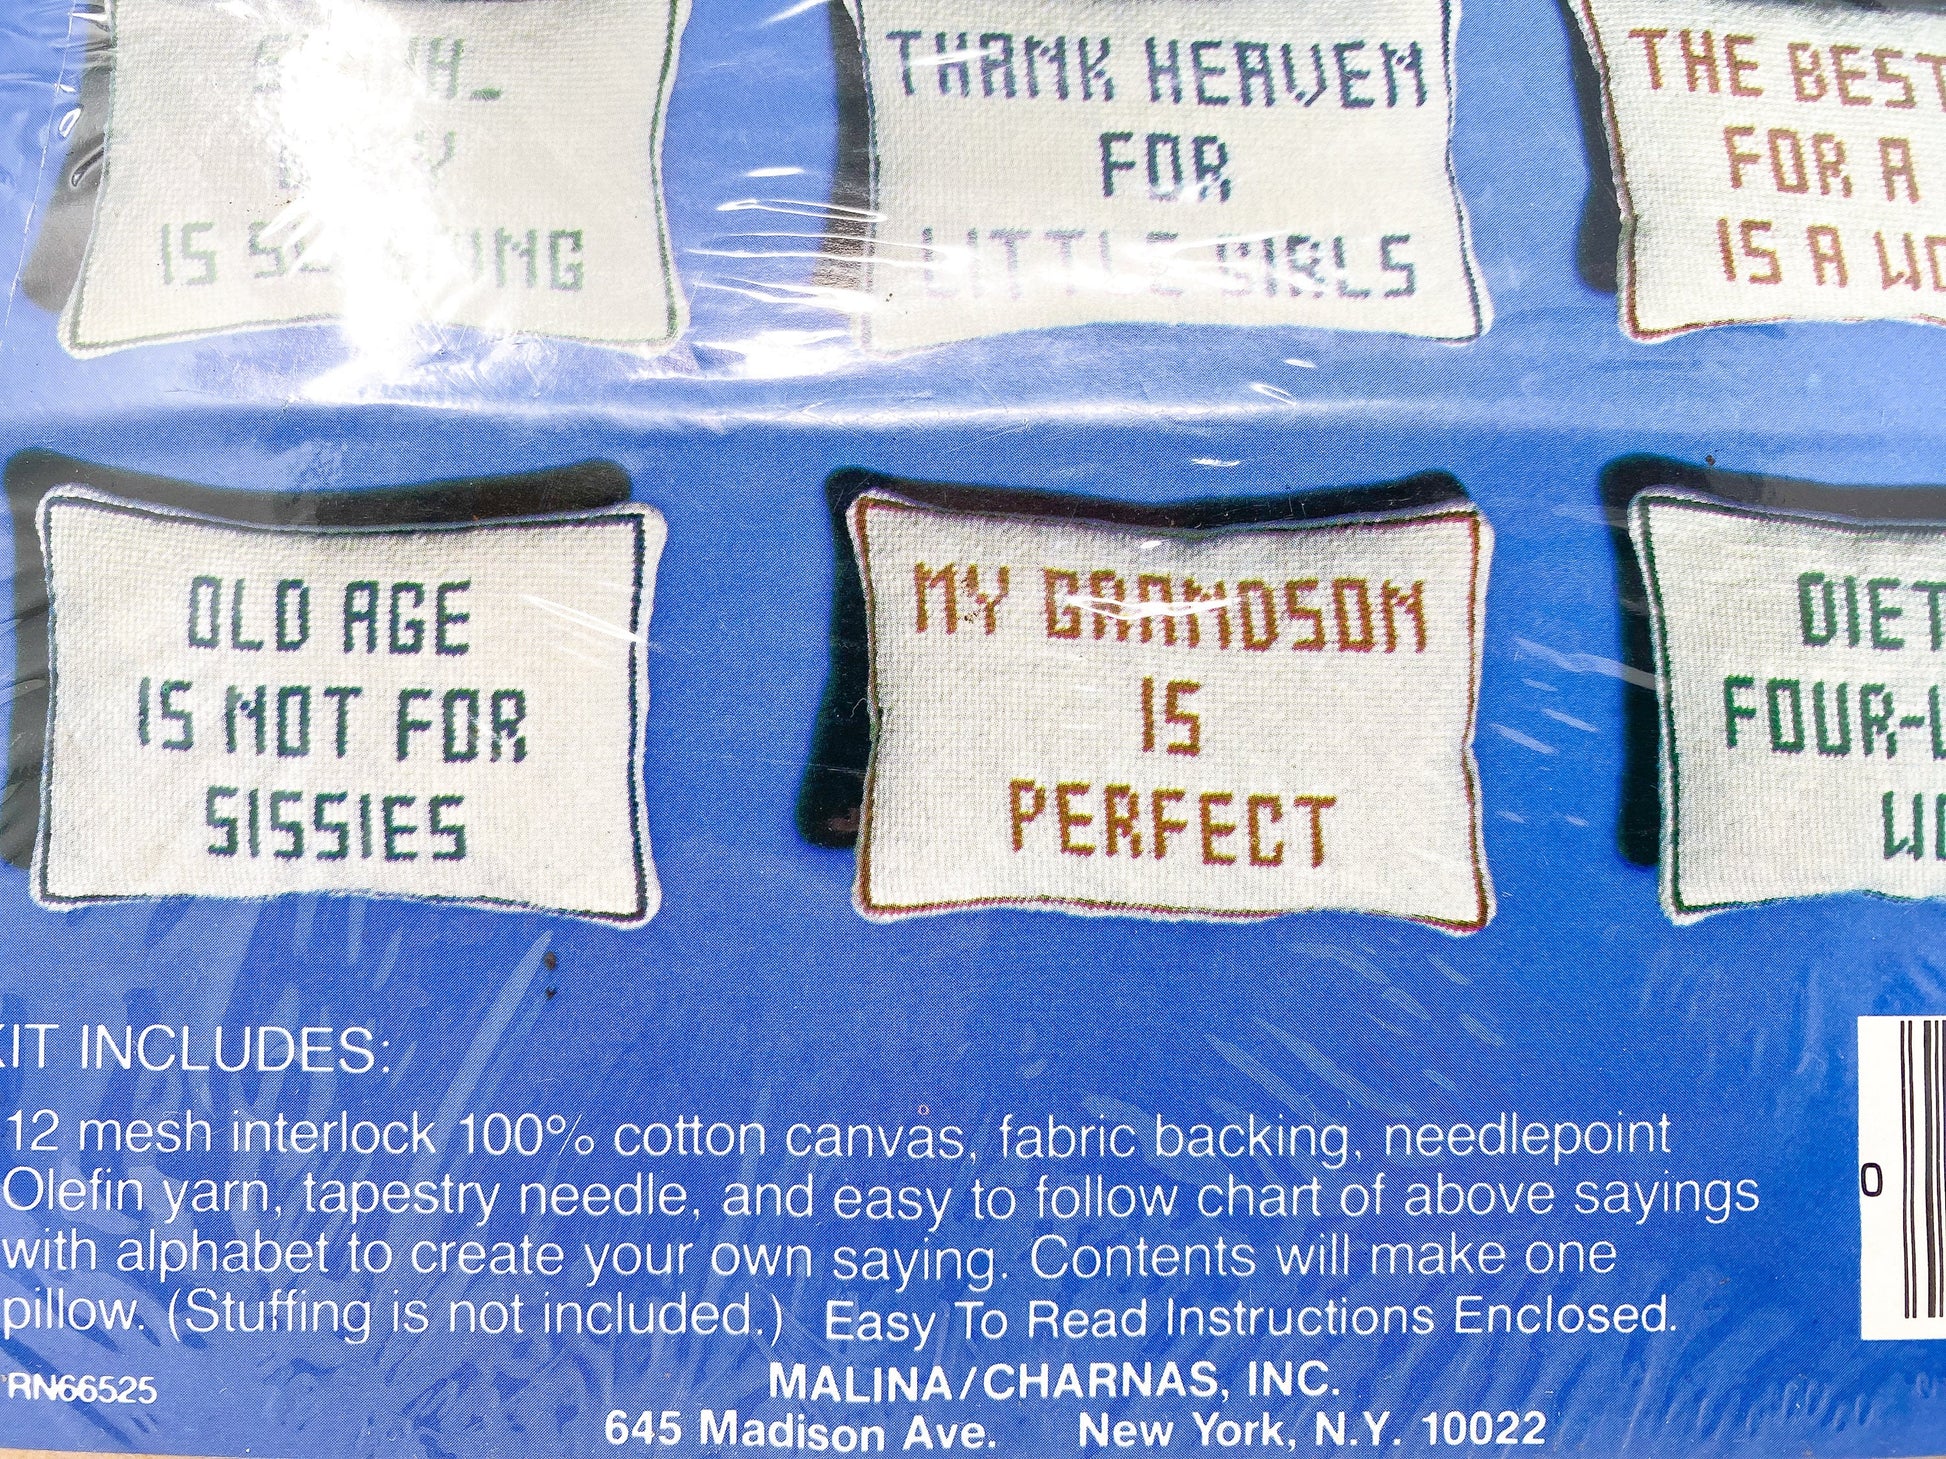 THANK HEAVEN
FOR
LITTLE GIRLS
THE BEST
FOR A
IS A
IS
OLD AGE
IS NOT FOR
SISSIES
MY GRANDSON
IS
PERFECT
DIET
FOUR-L
WO
KIT INCLUDES:
12 mesh interlock 100% cotton canvas, fabric backing, needlepoint
Olefin yarn, tapestry needle, and easy to follow chart of above sayings
with alphabet to create your own saying. Contents will make one
pillow. (Stuffing is not included.) Easy To Read Instructions Enclosed.
RN66525
MALINA/CHARNAS, INC.
645 Madison Ave. New York, N.Y. 10022
0